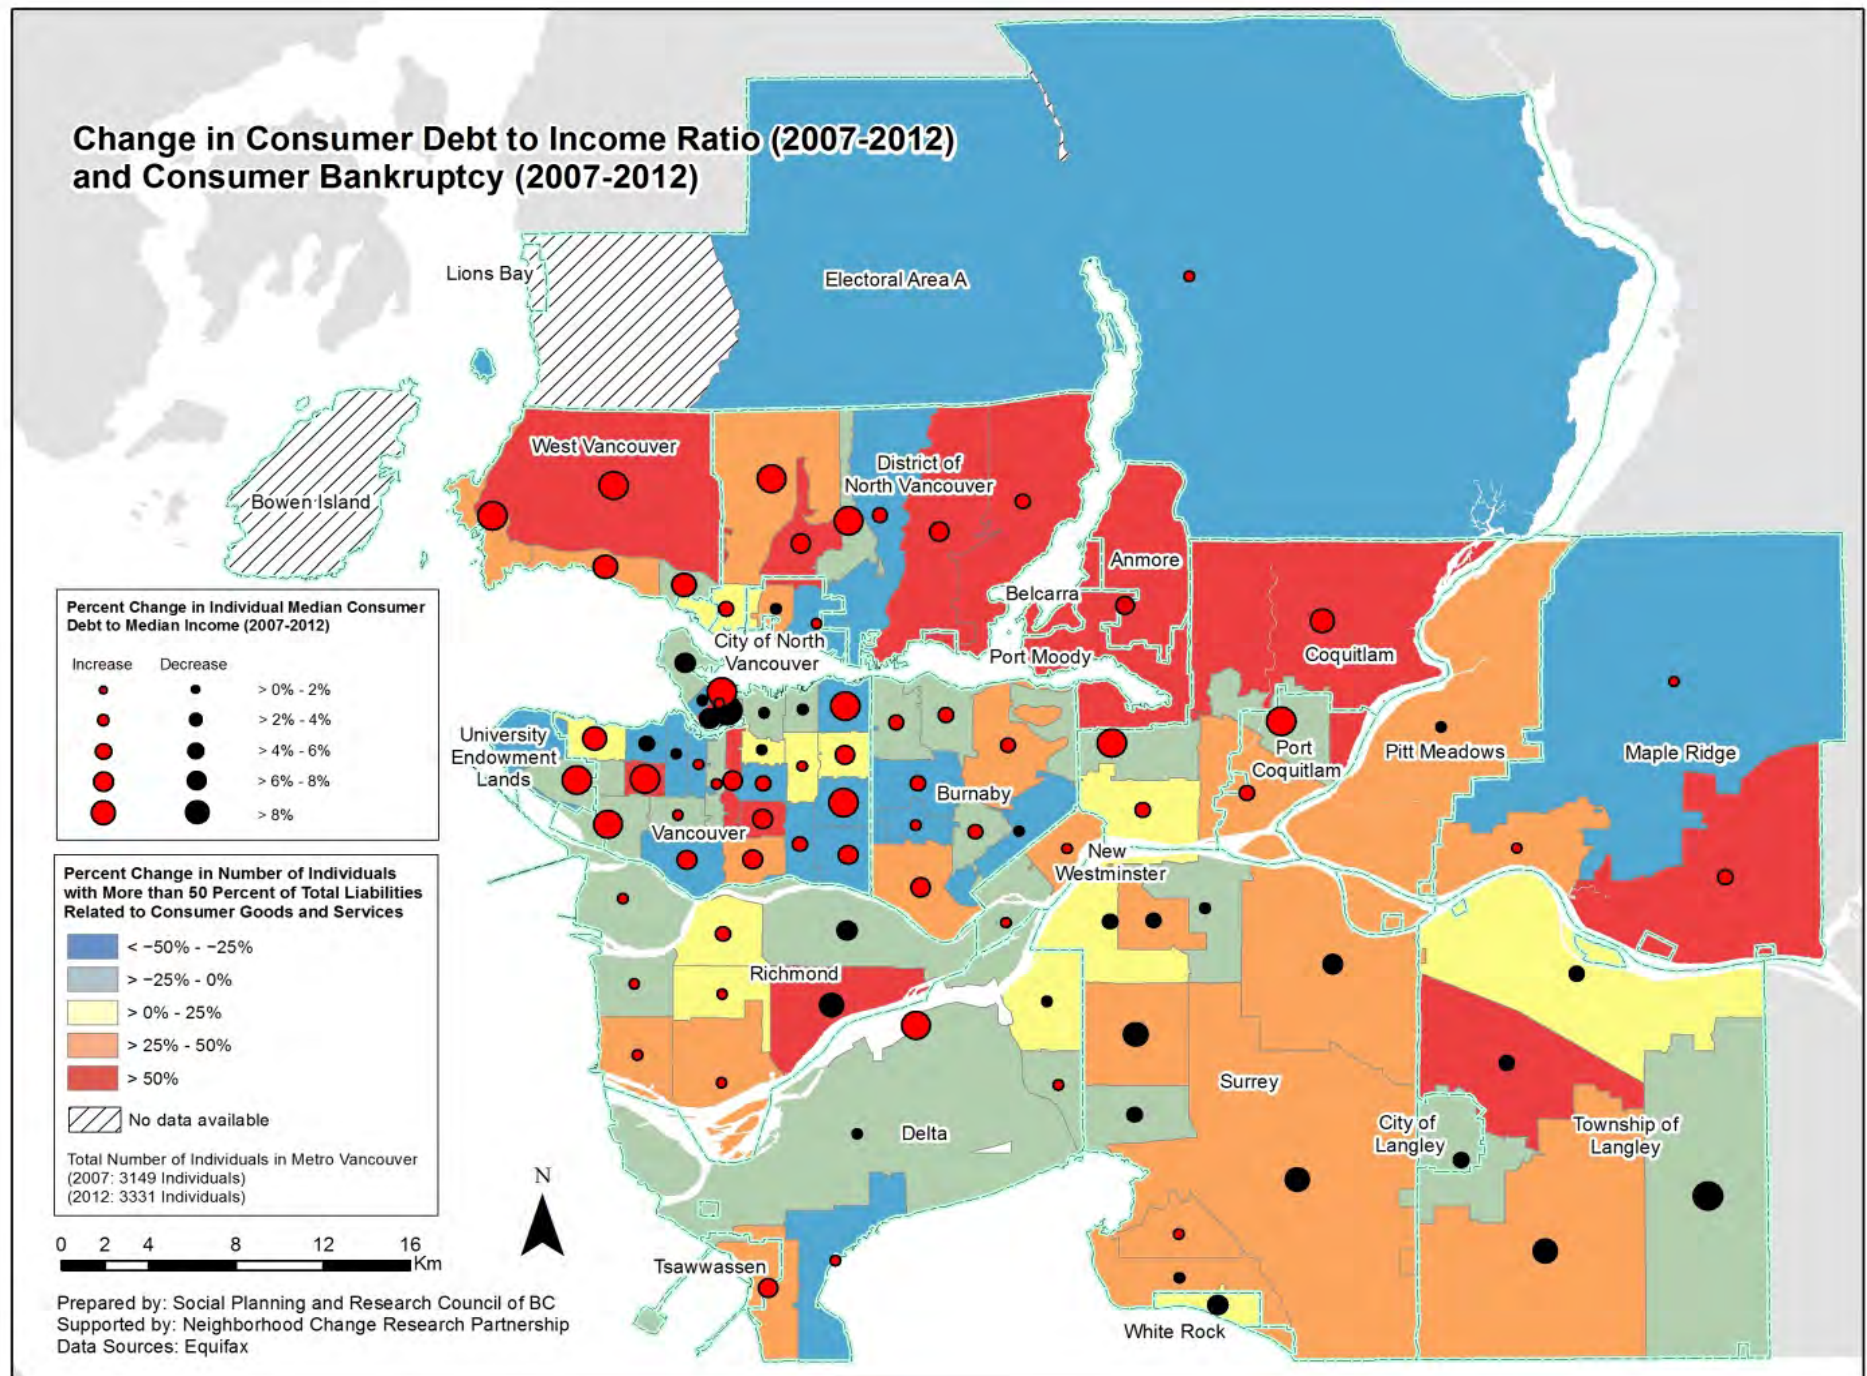 Change in Consumer Debt to Income Ratio (2007-2012)
and Consumer Bankruptcy (2007-2012)
Lions Bay
Electoral Area A
West Vancouver
Bowen Island
District of
North Vancouver
Anmore
Belcarra
City of North
Vancouver
Port Moody
Coquitlam
University
Endowment
Lands
Port
Coquitlam
Pitt Meadows
Maple Ridge
Burnaby
Vancouver
New
Westminster
Richmond
Surrey
Delta
City of
Langley
Township of
Langley
Tsawwassen
White Rock
Percent Change in Individual Median Consumer
Debt to Median Income (2007-2012)
Increase Decrease
> 0% - 2%
> 2% - 4%
> 4% - 6%
> 6% - 8%
> 8%
Percent Change in Number of Individuals
with More than 50 Percent of Total Liabilities
Related to Consumer Goods and Services
< −50% - −25%
> −25% - 0%
> 0% - 25%
> 25% - 50%
> 50%
No data available
Total Number of Individuals in Metro Vancouver
(2007: 3149 Individuals)
(2012: 3331 Individuals)
N
0 2 4 8 12 16
Km
Prepared by: Social Planning and Research Council of BC
Supported by: Neighborhood Change Research Partnership
Data Sources: Equifax